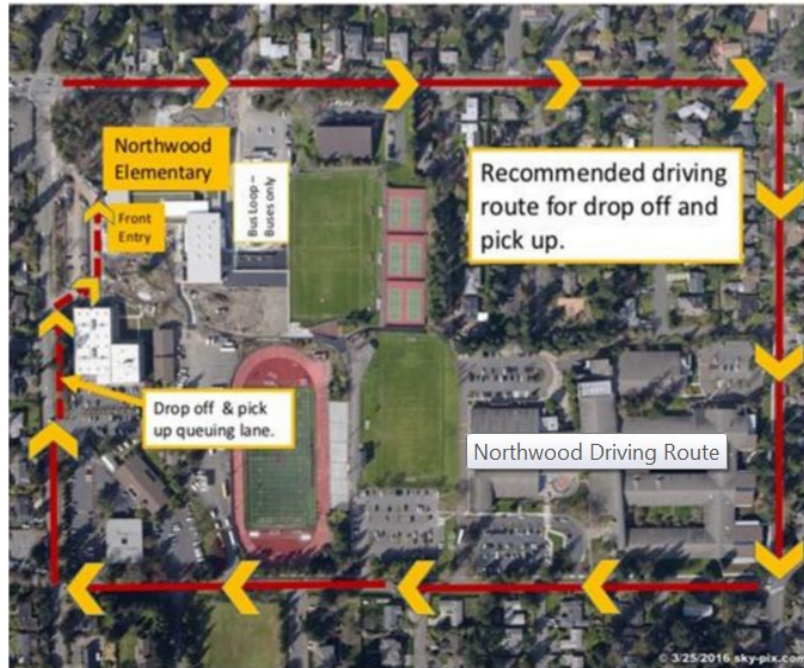 Northwood
Elementary
Front
Entry
Bus Loop –
Buses only
Recommended driving
route for drop off and
pick up.
Drop off & pick
up queuing lane.
Northwood Driving Route
© 3/25/2016 sky-pix.com